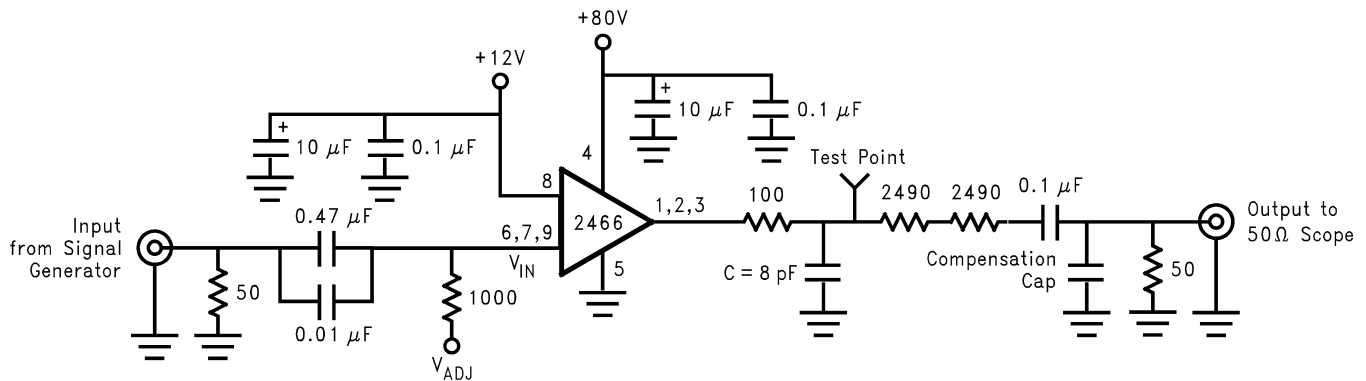 +80V
+12V
+
10 μF
0.1 μF
+
10 μF
0.1 μF
4
8
Test Point
100
2490
2490
0.1 μF
1,2,3
2466
6,7,9
VIN
5
0.47 μF
Input
from Signal
Generator
50
0.01 μF
1000
VADJ
C = 8 pF
Compensation
Cap
50
Output to
50Ω Scope